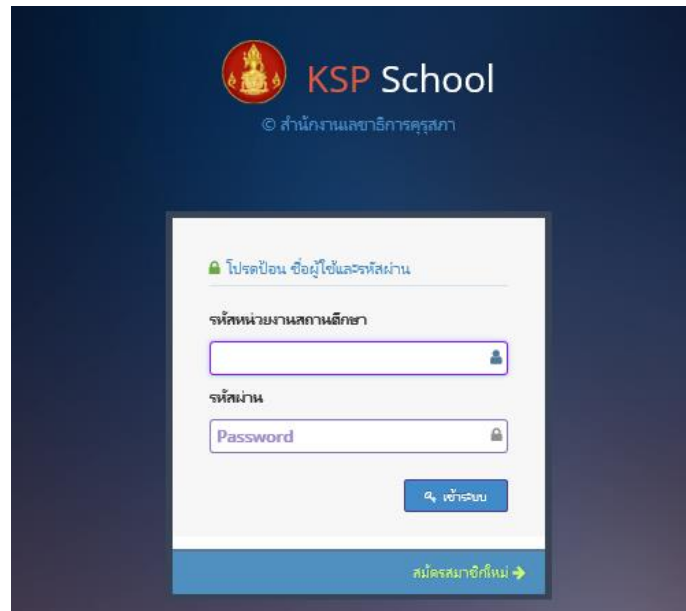 KSP School
© สำนักงานเลขาธิการคุรุสภา
โปรดป้อน ชื่อผู้ใช้และรหัสผ่าน
รหัสหน่วยงานสถานศึกษา
รหัสผ่าน
Password
เข้าระบบ
สมัครสมาชิกใหม่